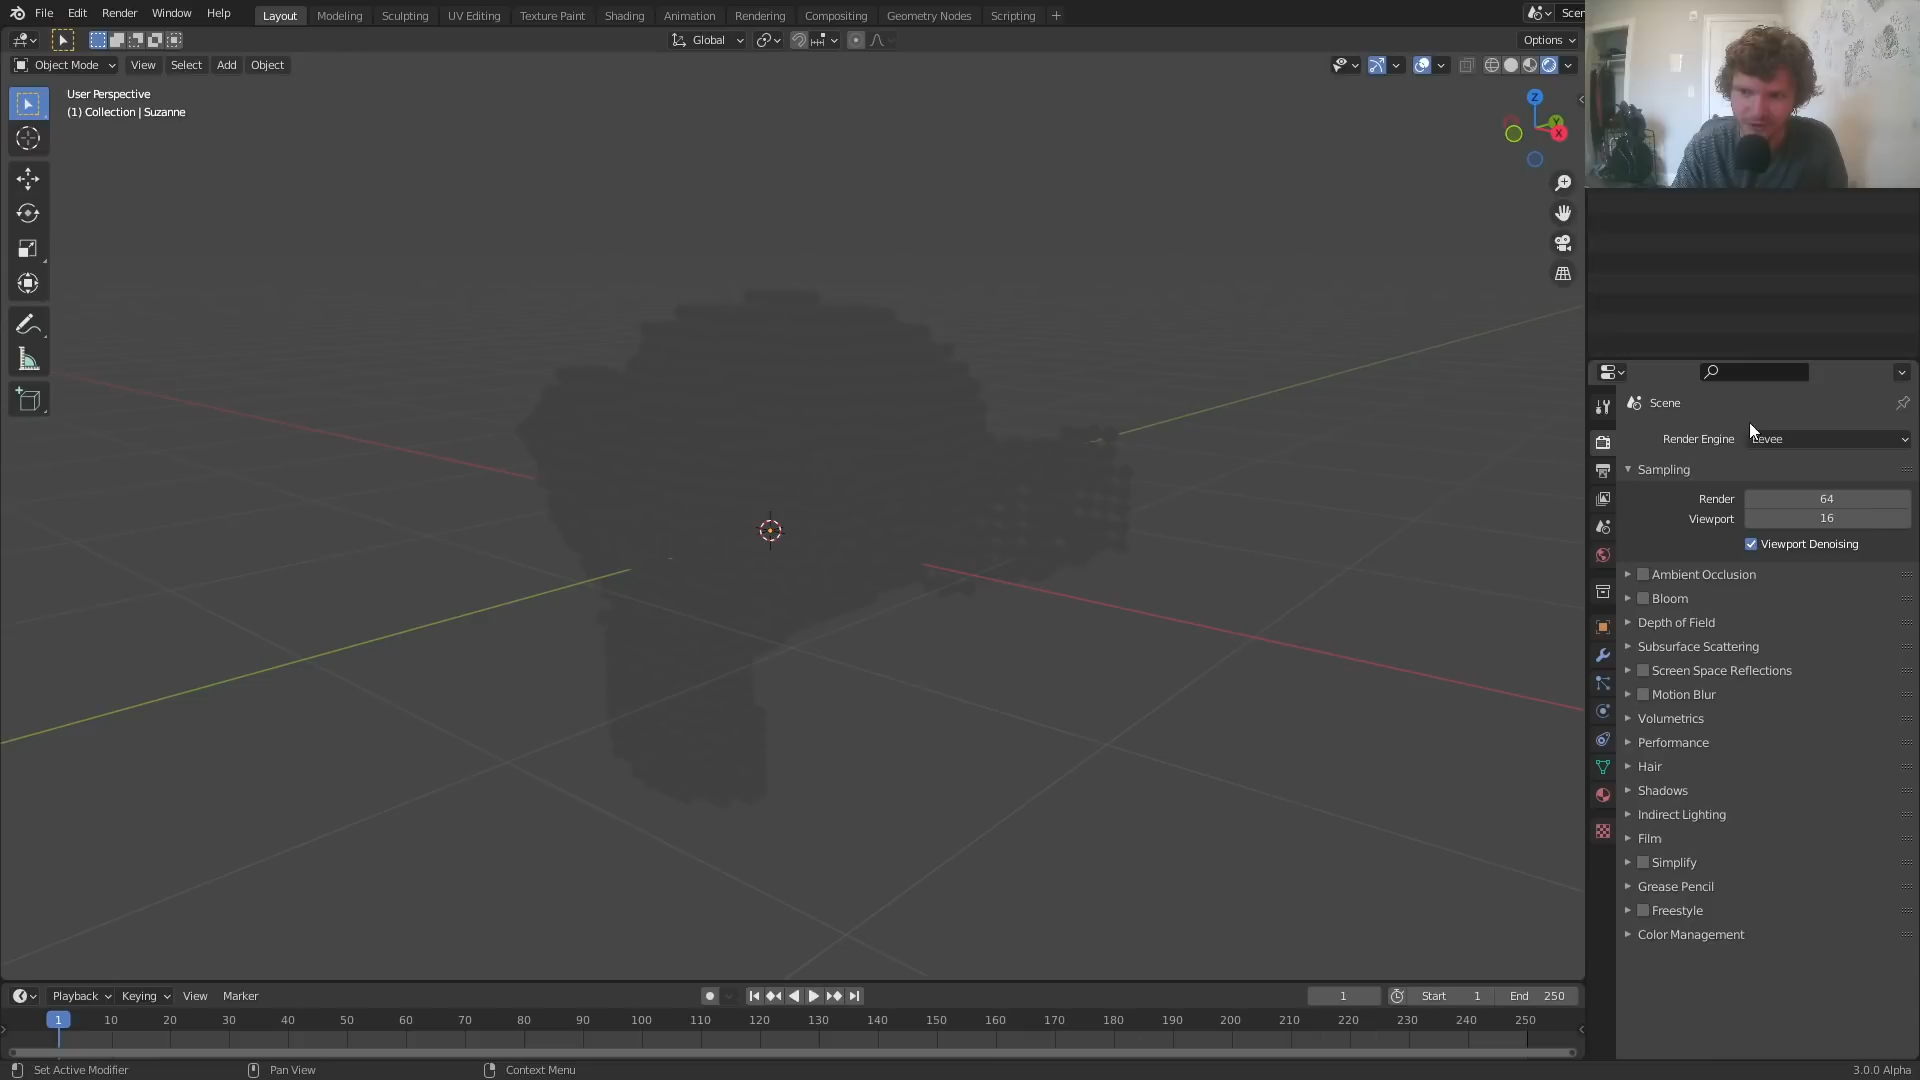 File Edit Render Window Help
Layout Modeling Sculpting UV Editing Texture Paint Shading Animation Rendering Compositing Geometry Nodes Scripting +
Global
Options
Object Mode View Select Add Object
User Perspective
(1) Collection | Suzanne
Z
Y
X
Scene
Render Engine
Sampling
Render 64
Viewport 16
Viewport Denoising
Ambient Occlusion
Bloom
Depth of Field
Subsurface Scattering
Screen Space Reflections
Motion Blur
Volumetrics
Performance
Hair
Shadows
Indirect Lighting
Film
Simplify
Grease Pencil
Freestyle
Color Management
Playback Keying View Marker
1 Start 1 End 250
1 10 20 30 40 50 60 70 80 90 100 110 120 130 140 150 160 170 180 190 200 210 220 230 240 250
Set Active Modifier Pan View Context Menu 3.0.0 Alpha